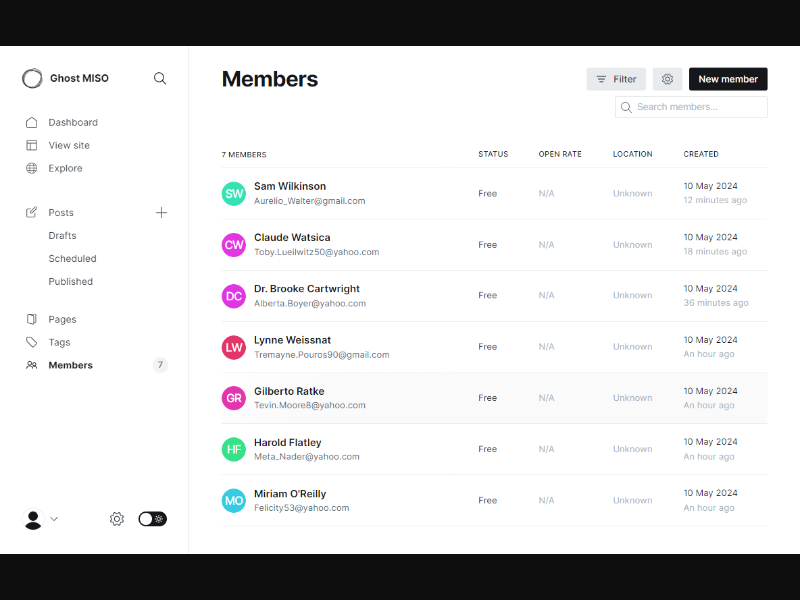 Ghost MISO
Dashboard
View site
Explore
Posts
Drafts
Scheduled
Published
Pages
Tags
Members 7
Members
Filter
New member
Search members...
7 MEMBERS STATUS OPEN RATE LOCATION CREATED
SW Sam Wilkinson Free N/A Unknown 10 May 2024
Aurelio_Walter@gmail.com 12 minutes ago
CW Claude Watsica Free N/A Unknown 10 May 2024
Toby.Lueilwitz50@yahoo.com 18 minutes ago
DC Dr. Brooke Cartwright Free N/A Unknown 10 May 2024
Alberta.Boyer@yahoo.com 36 minutes ago
LW Lynne Weissnat Free N/A Unknown 10 May 2024
Tremayne.Pouros90@gmail.com An hour ago
GR Gilberto Ratke Free N/A Unknown 10 May 2024
Tevin.Moore8@yahoo.com An hour ago
HF Harold Flatley Free N/A Unknown 10 May 2024
Meta_Nader@yahoo.com An hour ago
MO Miriam O'Reilly Free N/A Unknown 10 May 2024
Felicity53@yahoo.com An hour ago